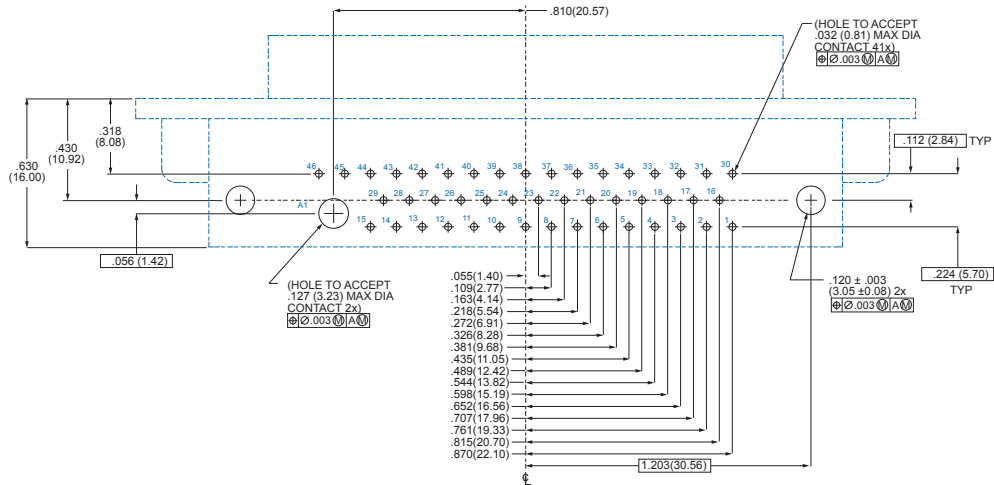 .810(20.57)
(HOLE TO ACCEPT
.032 (0.81) MAX DIA
CONTACT 41x)
⌖ Ø.003 Ⓜ A Ⓜ
.318
(8.08)
.430
(10.92)
.630
(16.00)
.112 (2.84) TYP
46 45 44 43 42 41 40 39 38 37 36 35 34 33 32 31 30
29 28 27 26 25 24 23 22 21 20 19 18 17 16
A1
15 14 13 12 11 10 9 8 7 6 5 4 3 2 1
.056 (1.42)
.224 (5.70)
TYP
(HOLE TO ACCEPT
.127 (3.23) MAX DIA
CONTACT 2x)
⌖ Ø.003 Ⓜ A Ⓜ
.120 ± .003
(3.05 ±0.08) 2x
⌖ Ø.003 Ⓜ A Ⓜ
.055(1.40)
.109(2.77)
.163(4.14)
.218(5.54)
.272(6.91)
.326(8.28)
.381(9.68)
.435(11.05)
.489(12.42)
.544(13.82)
.598(15.19)
.652(16.56)
.707(17.96)
.761(19.33)
.815(20.70)
.870(22.10)
1.203(30.56)
℄